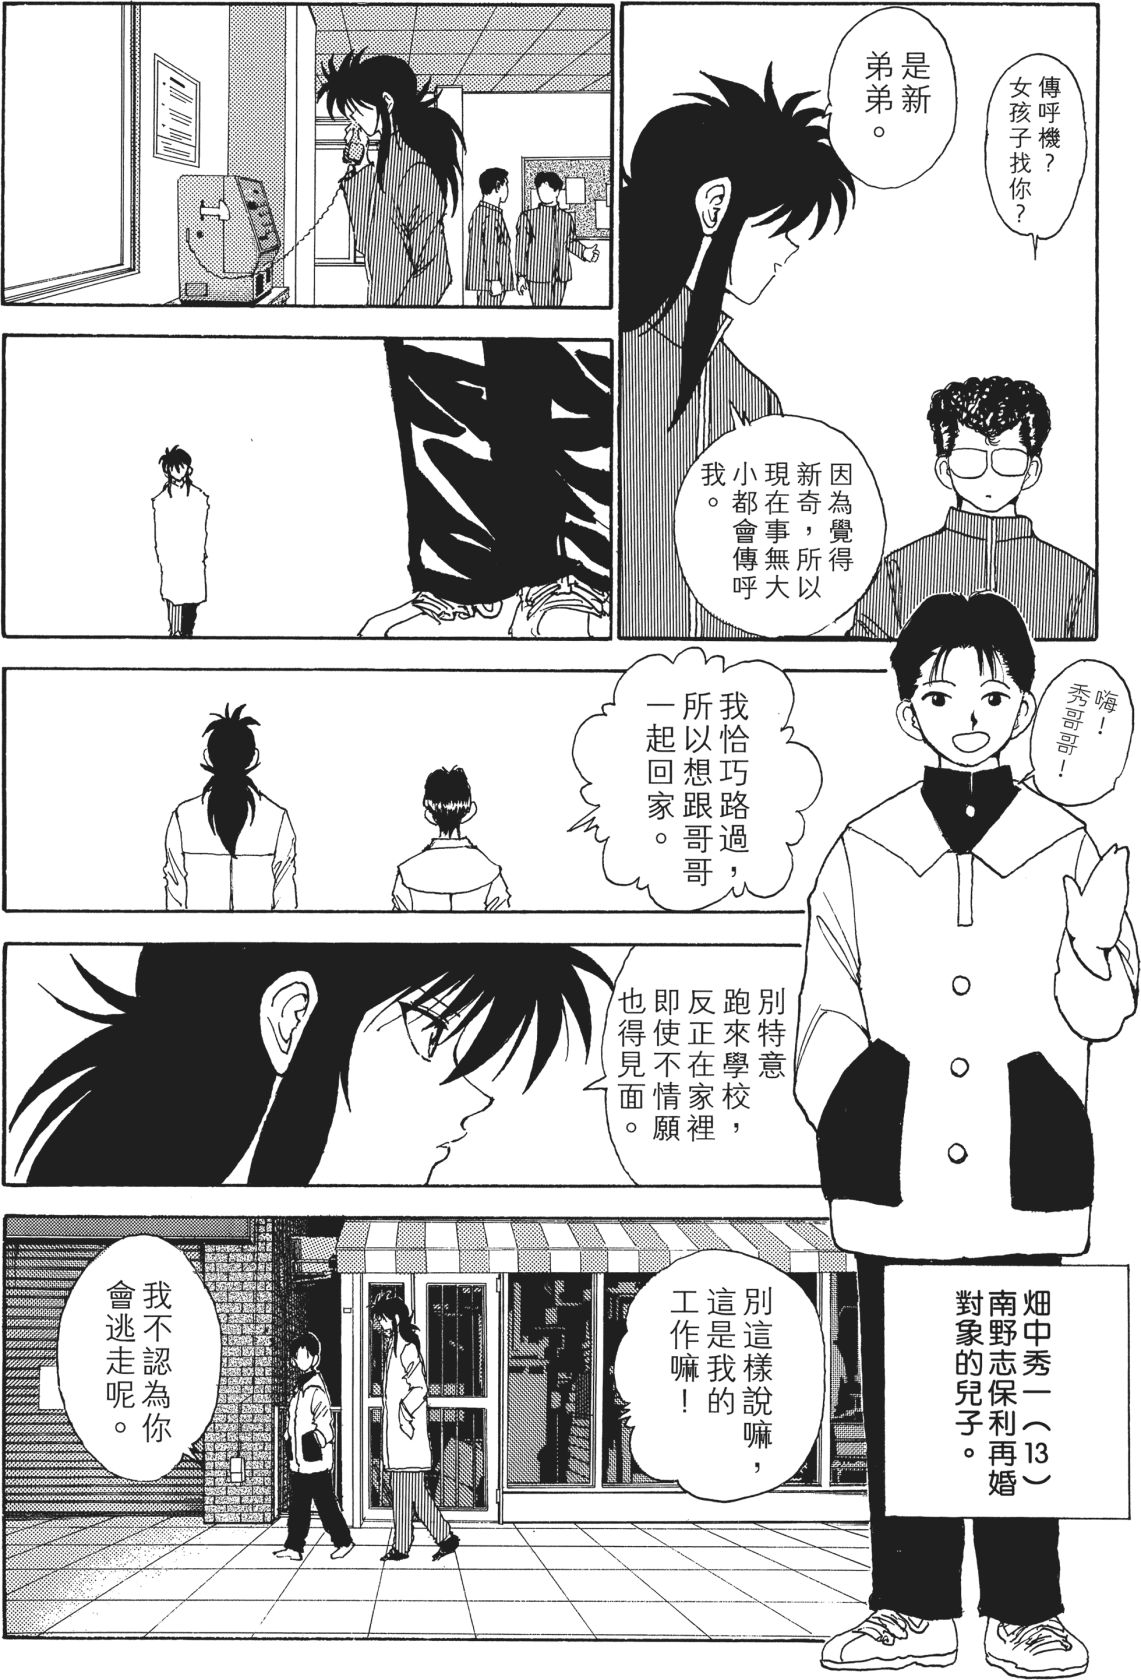 傳呼機？
女孩子找你？
是新
弟弟。
因為覺得
新奇，所以
現在事無大
小都會傳呼
我。
嗨！
秀哥哥！
我恰巧路過，
所以想跟哥哥
一起回家。
別特意
跑來學校，
反正在家裡
即使不情願
也得見面。
畑中秀一（13）
南野志保利再婚
對象的兒子。
別這樣說嘛，
這是我的
工作嘛！
我不認為你
會逃走呢。